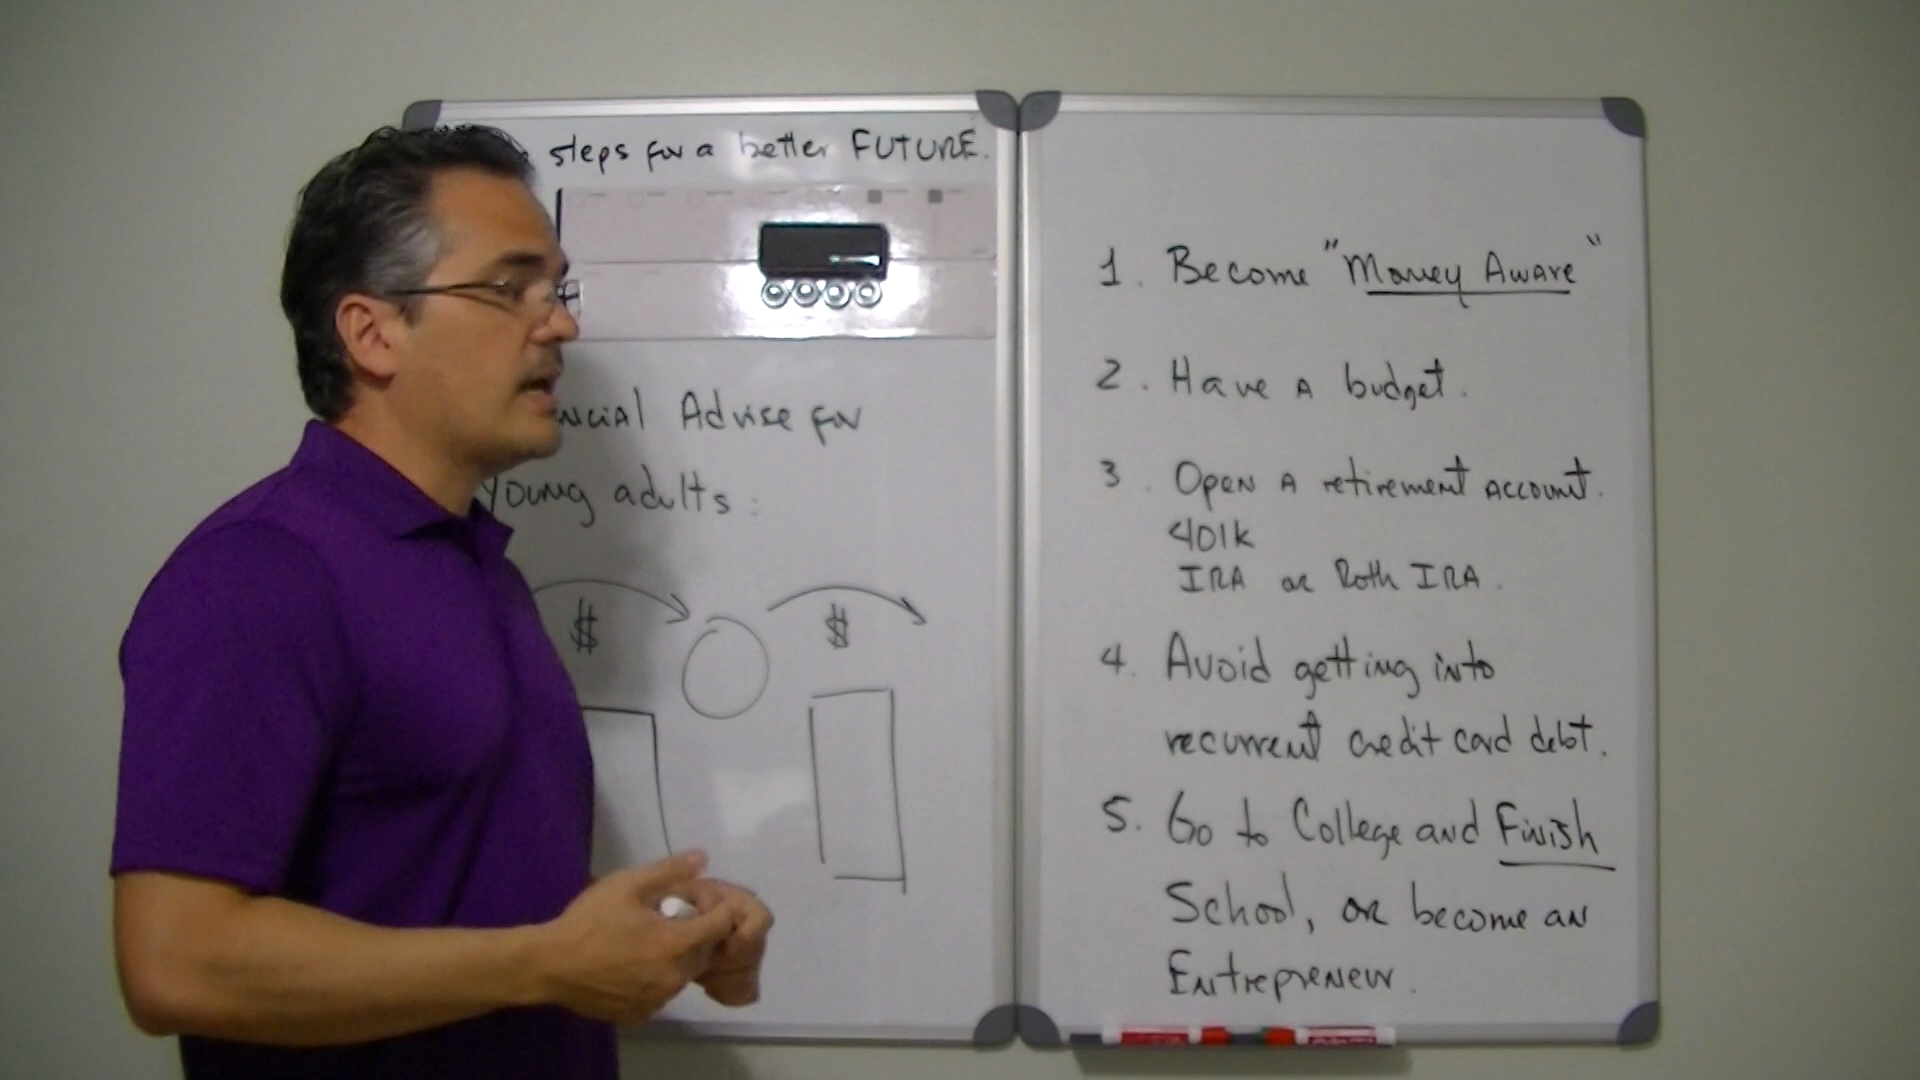 steps for a better FUTURE.
ncial Advise for
young adults:
$ $
1. Become "Money Aware"
2. Have a budget.
3. Open a retirement account.
401k
IRA or Roth IRA.
4. Avoid getting into
recurrent credit card debt.
5. Go to College and Finish
School, or become an
Entrepreneur.